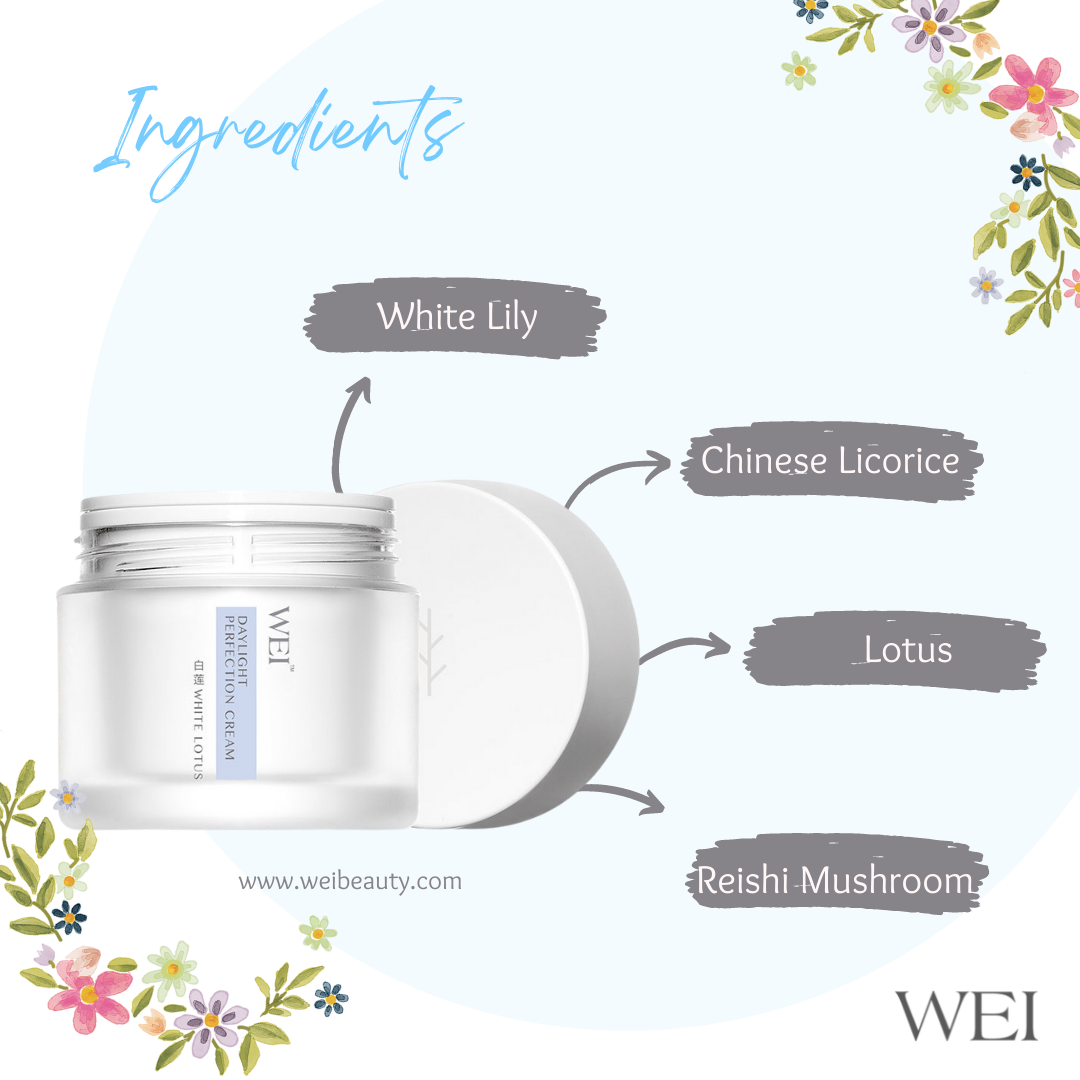 Ingredients
White Lily
Chinese Licorice
Lotus
Reishi Mushroom
WEI™
DAYLIGHT
PERFECTION CREAM
白蓮 WHITE LOTUS
www.weibeauty.com
WEI